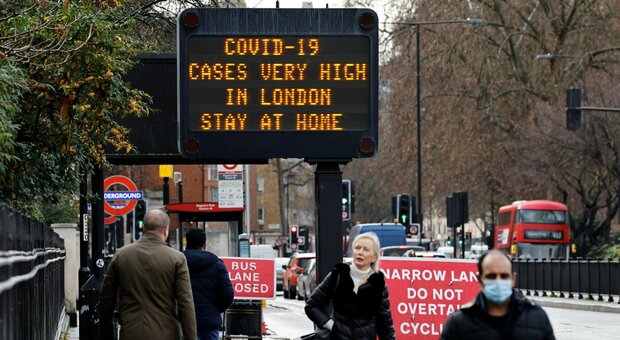 COVID-19
CASES VERY HIGH
IN LONDON
STAY AT HOME
UNDERGROUND
BUS
LANE
CLOSED
NARROW LANE
DO NOT
OVERTAKE